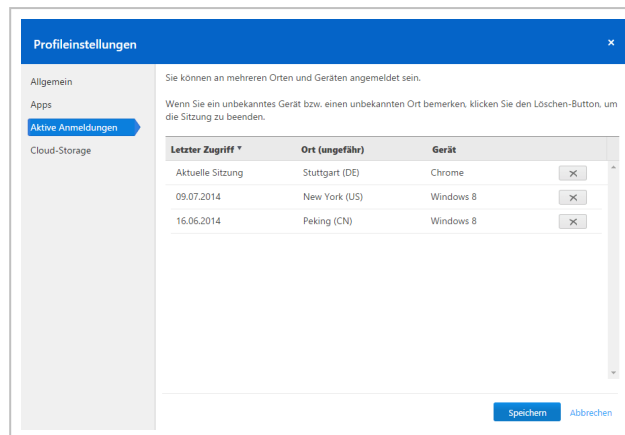 Profileinstellungen ×
Allgemein
Apps
Aktive Anmeldungen
Cloud-Storage
Sie können an mehreren Orten und Geräten angemeldet sein.
Wenn Sie ein unbekanntes Gerät bzw. einen unbekannten Ort bemerken, klicken Sie den Löschen-Button, um
die Sitzung zu beenden.
Letzter Zugriff Ort (ungefähr) Gerät
Aktuelle Sitzung Stuttgart (DE) Chrome
09.07.2014 New York (US) Windows 8
16.06.2014 Peking (CN) Windows 8
Speichern Abbrechen